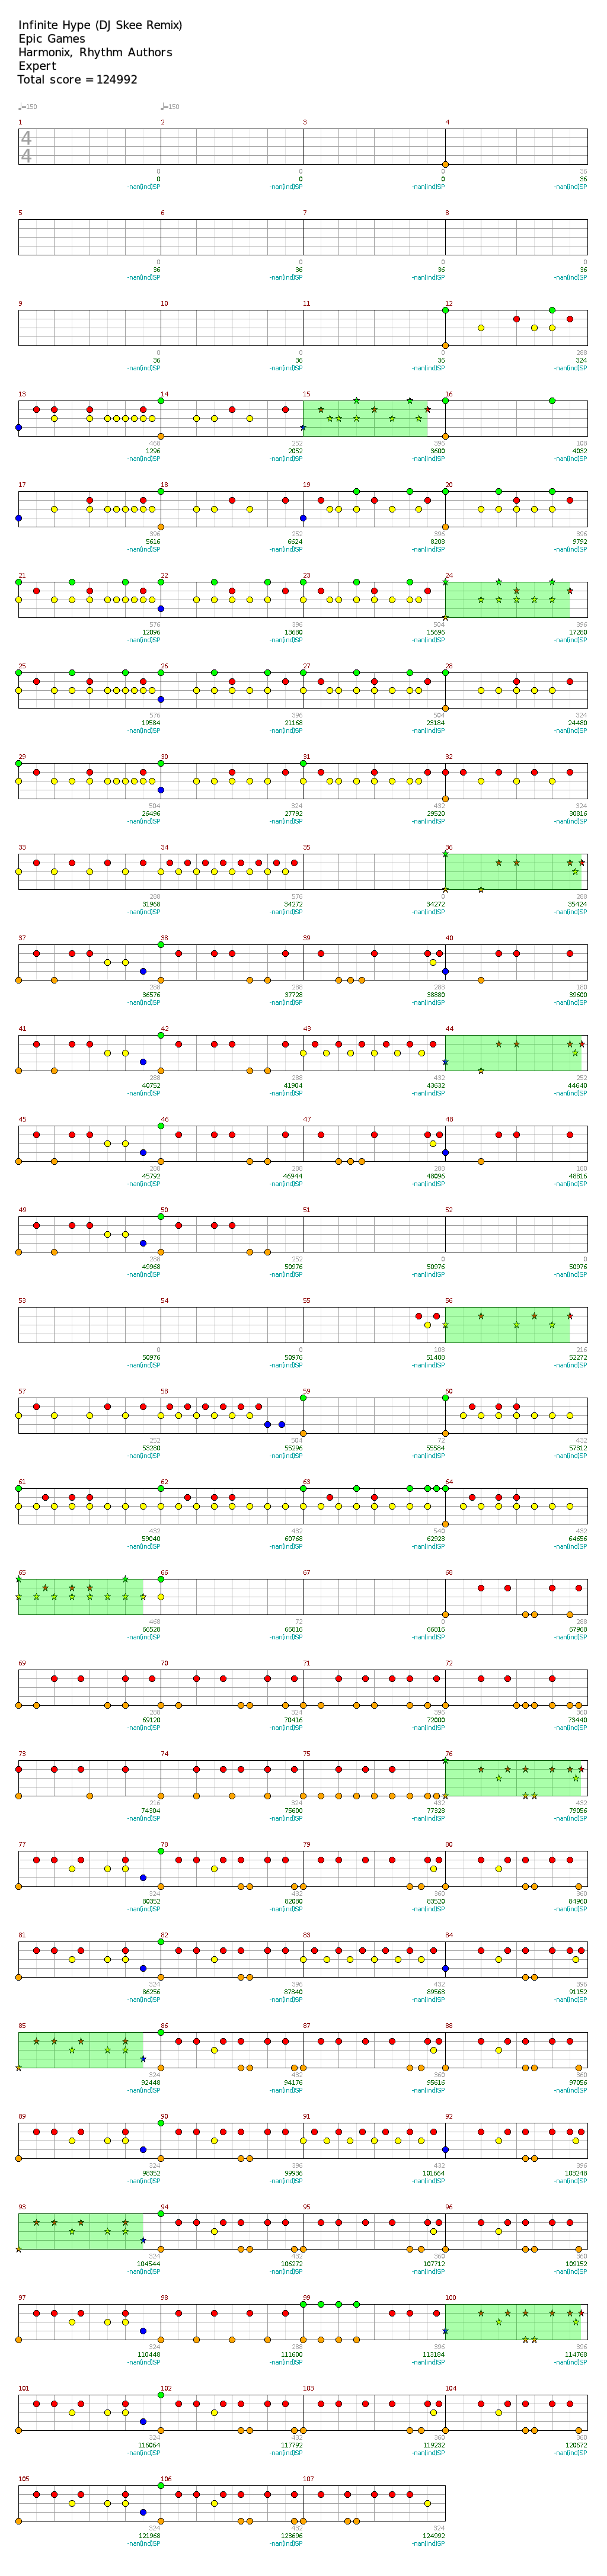 Infinite Hype (DJ Skee Remix)
Epic Games
Harmonix, Rhythm Authors
Expert
Total score = 124992
♩=150 ♩=150
1 2 3 4
4
4
0 0 0 36
0 0 0 36
-nan(ind)SP -nan(ind)SP -nan(ind)SP -nan(ind)SP
5 6 7 8
0 0 0 0
36 36 36 36
-nan(ind)SP -nan(ind)SP -nan(ind)SP -nan(ind)SP
9 10 11 12
0 0 0 288
36 36 36 324
-nan(ind)SP -nan(ind)SP -nan(ind)SP -nan(ind)SP
13 14 15 16
468 252 396 108
1296 2052 3600 4032
-nan(ind)SP -nan(ind)SP -nan(ind)SP -nan(ind)SP
17 18 19 20
396 252 396 396
5616 6624 8208 9792
-nan(ind)SP -nan(ind)SP -nan(ind)SP -nan(ind)SP
21 22 23 24
576 396 504 396
12096 13680 15696 17280
-nan(ind)SP -nan(ind)SP -nan(ind)SP -nan(ind)SP
25 26 27 28
576 396 504 324
19584 21168 23184 24480
-nan(ind)SP -nan(ind)SP -nan(ind)SP -nan(ind)SP
29 30 31 32
504 324 432 324
26496 27792 29520 30816
-nan(ind)SP -nan(ind)SP -nan(ind)SP -nan(ind)SP
33 34 35 36
288 576 0 288
31968 34272 34272 35424
-nan(ind)SP -nan(ind)SP -nan(ind)SP -nan(ind)SP
37 38 39 40
288 288 288 180
36576 37728 38880 39600
-nan(ind)SP -nan(ind)SP -nan(ind)SP -nan(ind)SP
41 42 43 44
288 288 432 252
40752 41904 43632 44640
-nan(ind)SP -nan(ind)SP -nan(ind)SP -nan(ind)SP
45 46 47 48
288 288 288 180
45792 46944 48096 48816
-nan(ind)SP -nan(ind)SP -nan(ind)SP -nan(ind)SP
49 50 51 52
288 252 0 0
49968 50976 50976 50976
-nan(ind)SP -nan(ind)SP -nan(ind)SP -nan(ind)SP
53 54 55 56
0 0 108 216
50976 50976 51408 52272
-nan(ind)SP -nan(ind)SP -nan(ind)SP -nan(ind)SP
57 58 59 60
252 504 72 432
53280 55296 55584 57312
-nan(ind)SP -nan(ind)SP -nan(ind)SP -nan(ind)SP
61 62 63 64
432 432 540 432
59040 60768 62928 64656
-nan(ind)SP -nan(ind)SP -nan(ind)SP -nan(ind)SP
65 66 67 68
468 72 0 288
66528 66816 66816 67968
-nan(ind)SP -nan(ind)SP -nan(ind)SP -nan(ind)SP
69 70 71 72
288 324 396 360
69120 70416 72000 73440
-nan(ind)SP -nan(ind)SP -nan(ind)SP -nan(ind)SP
73 74 75 76
216 324 432 432
74304 75600 77328 79056
-nan(ind)SP -nan(ind)SP -nan(ind)SP -nan(ind)SP
77 78 79 80
324 432 360 360
80352 82080 83520 84960
-nan(ind)SP -nan(ind)SP -nan(ind)SP -nan(ind)SP
81 82 83 84
324 396 432 396
86256 87840 89568 91152
-nan(ind)SP -nan(ind)SP -nan(ind)SP -nan(ind)SP
85 86 87 88
324 432 360 360
92448 94176 95616 97056
-nan(ind)SP -nan(ind)SP -nan(ind)SP -nan(ind)SP
89 90 91 92
324 396 432 396
98352 99936 101664 103248
-nan(ind)SP -nan(ind)SP -nan(ind)SP -nan(ind)SP
93 94 95 96
324 432 360 360
104544 106272 107712 109152
-nan(ind)SP -nan(ind)SP -nan(ind)SP -nan(ind)SP
97 98 99 100
324 288 396 396
110448 111600 113184 114768
-nan(ind)SP -nan(ind)SP -nan(ind)SP -nan(ind)SP
101 102 103 104
324 432 360 360
116064 117792 119232 120672
-nan(ind)SP -nan(ind)SP -nan(ind)SP -nan(ind)SP
105 106 107
324 432 324
121968 123696 124992
-nan(ind)SP -nan(ind)SP -nan(ind)SP